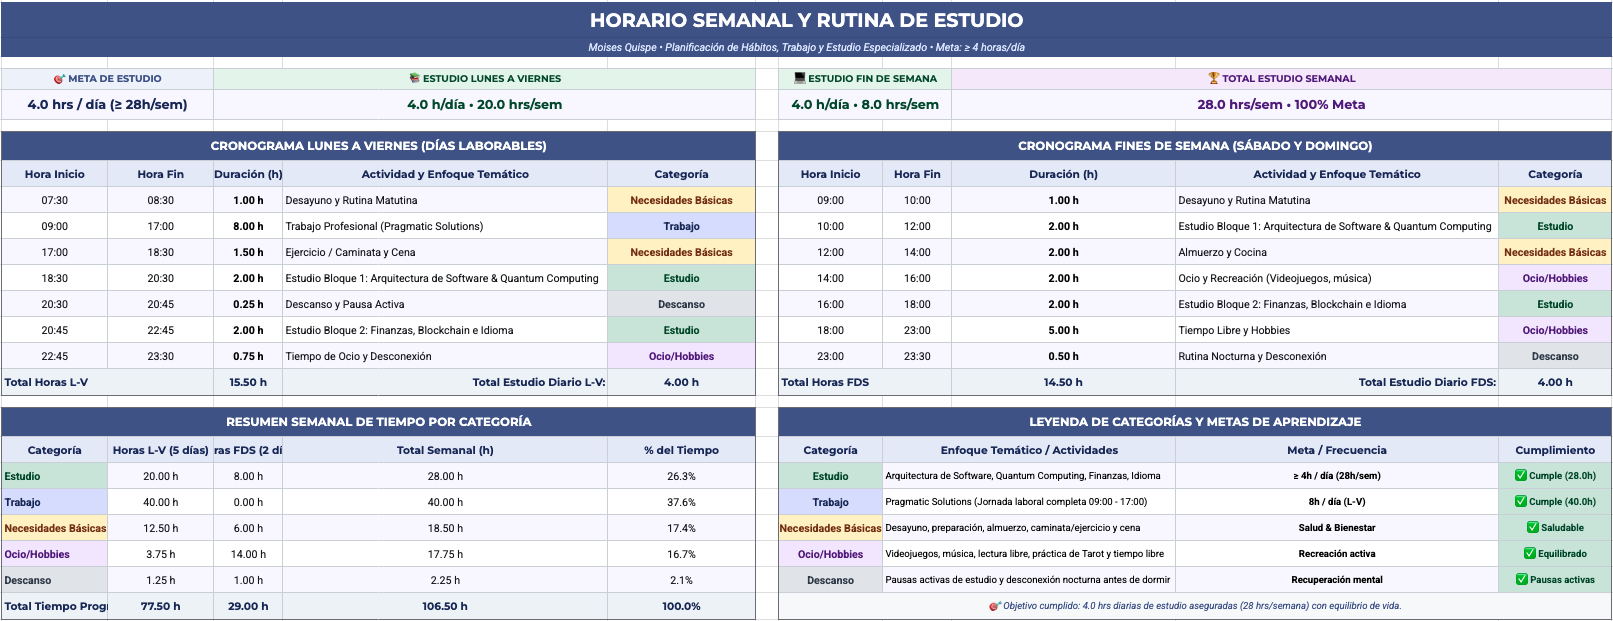 HORARIO SEMANAL Y RUTINA DE ESTUDIO
Moises Quispe • Planificación de Hábitos, Trabajo y Estudio Especializado • Meta: ≥ 4 horas/día
🎯 META DE ESTUDIO
📚 ESTUDIO LUNES A VIERNES
💻 ESTUDIO FIN DE SEMANA
🏆 TOTAL ESTUDIO SEMANAL
4.0 hrs / día (≥ 28h/sem)
4.0 h/día • 20.0 hrs/sem
4.0 h/día • 8.0 hrs/sem
28.0 hrs/sem • 100% Meta
CRONOGRAMA LUNES A VIERNES (DÍAS LABORABLES)
Hora Inicio Hora Fin Duración (h) Actividad y Enfoque Temático Categoría
07:30 08:30 1.00 h Desayuno y Rutina Matutina Necesidades Básicas
09:00 17:00 8.00 h Trabajo Profesional (Pragmatic Solutions) Trabajo
17:00 18:30 1.50 h Ejercicio / Caminata y Cena Necesidades Básicas
18:30 20:30 2.00 h Estudio Bloque 1: Arquitectura de Software & Quantum Computing Estudio
20:30 20:45 0.25 h Descanso y Pausa Activa Descanso
20:45 22:45 2.00 h Estudio Bloque 2: Finanzas, Blockchain e Idioma Estudio
22:45 23:30 0.75 h Tiempo de Ocio y Desconexión Ocio/Hobbies
Total Horas L-V 15.50 h Total Estudio Diario L-V: 4.00 h
CRONOGRAMA FINES DE SEMANA (SÁBADO Y DOMINGO)
Hora Inicio Hora Fin Duración (h) Actividad y Enfoque Temático Categoría
09:00 10:00 1.00 h Desayuno y Rutina Matutina Necesidades Básicas
10:00 12:00 2.00 h Estudio Bloque 1: Arquitectura de Software & Quantum Computing Estudio
12:00 14:00 2.00 h Almuerzo y Cocina Necesidades Básicas
14:00 16:00 2.00 h Ocio y Recreación (Videojuegos, música) Ocio/Hobbies
16:00 18:00 2.00 h Estudio Bloque 2: Finanzas, Blockchain e Idioma Estudio
18:00 23:00 5.00 h Tiempo Libre y Hobbies Ocio/Hobbies
23:00 23:30 0.50 h Rutina Nocturna y Desconexión Descanso
Total Horas FDS 14.50 h Total Estudio Diario FDS: 4.00 h
RESUMEN SEMANAL DE TIEMPO POR CATEGORÍA
Categoría Horas L-V (5 días) ras FDS (2 dí Total Semanal (h) % del Tiempo
Estudio 20.00 h 8.00 h 28.00 h 26.3%
Trabajo 40.00 h 0.00 h 40.00 h 37.6%
Necesidades Básicas 12.50 h 6.00 h 18.50 h 17.4%
Ocio/Hobbies 3.75 h 14.00 h 17.75 h 16.7%
Descanso 1.25 h 1.00 h 2.25 h 2.1%
Total Tiempo Progr 77.50 h 29.00 h 106.50 h 100.0%
LEYENDA DE CATEGORÍAS Y METAS DE APRENDIZAJE
Categoría Enfoque Temático / Actividades Meta / Frecuencia Cumplimiento
Estudio Arquitectura de Software, Quantum Computing, Finanzas, Idioma ≥ 4h / día (28h/sem) ✅ Cumple (28.0h)
Trabajo Pragmatic Solutions (Jornada laboral completa 09:00 - 17:00) 8h / día (L-V) ✅ Cumple (40.0h)
Necesidades Básicas Desayuno, preparación, almuerzo, caminata/ejercicio y cena Salud & Bienestar ✅ Saludable
Ocio/Hobbies Videojuegos, música, lectura libre, práctica de Tarot y tiempo libre Recreación activa ✅ Equilibrado
Descanso Pausas activas de estudio y desconexión nocturna antes de dormir Recuperación mental ✅ Pausas activas
🎯 Objetivo cumplido: 4.0 hrs diarias de estudio aseguradas (28 hrs/semana) con equilibrio de vida.